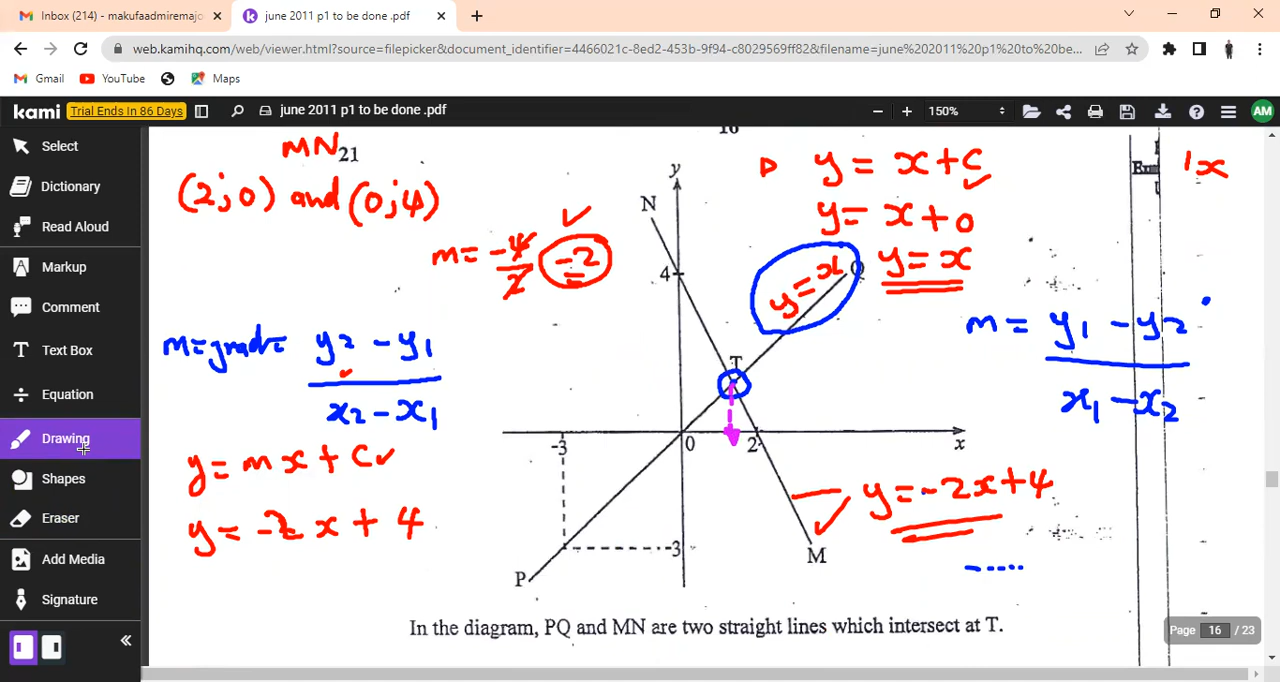 Inbox (214) - makufaadmiremajo
june 2011 p1 to be done .pdf
web.kamihq.com/web/viewer.html?source=filepicker&document_identifier=4466021c-8ed2-453b-9f94-c8029569ff82&filename=june%202011%20p1%20to%20be...
Gmail YouTube Maps
kami Trial Ends In 86 Days june 2011 p1 to be done .pdf 150% AM
Select
Dictionary
Read Aloud
Markup
Comment
Text Box
Equation
Drawing
Shapes
Eraser
Add Media
Signature
16
MN 21
(2;0) and (0;4)
m = -4/2 -2
m=grad= y2 - y1
x2 - x1
y = mx + c
y = -2x + 4
y = x + c
y = x + 0
y = x
y = x
1x
m = y1 - y2
x1 - x2
y = -2x + 4
y
N
4
Q
T
-3 0 2 x
-3
P
M
In the diagram, PQ and MN are two straight lines which intersect at T.
Page 16 / 23